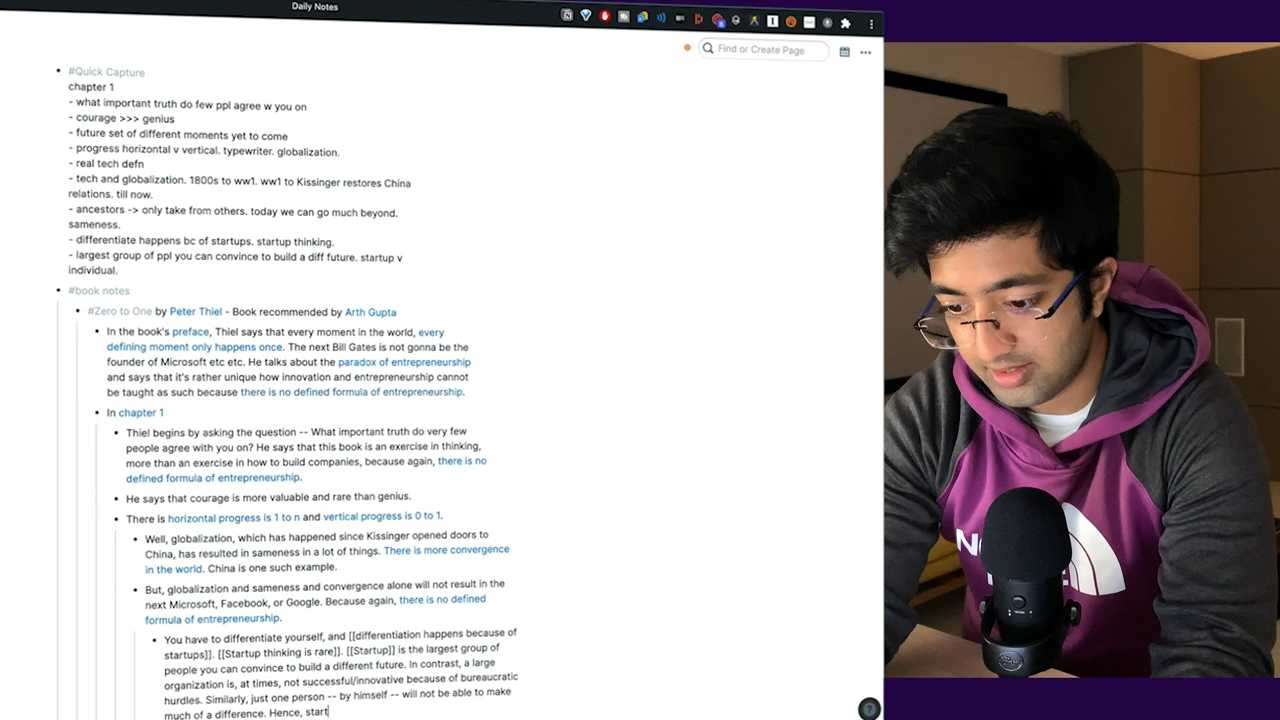 Daily Notes
Find or Create Page
#Quick Capture
chapter 1
- what important truth do few ppl agree w you on
- courage >>> genius
- future set of different moments yet to come
- progress horizontal v vertical. typewriter. globalization.
- real tech defn
- tech and globalization. 1800s to ww1. ww1 to Kissinger restores China
relations. till now.
- ancestors -> only take from others. today we can go much beyond.
sameness.
- differentiate happens bc of startups. startup thinking.
- largest group of ppl you can convince to build a diff future. startup v
individual.
#book notes
#Zero to One by Peter Thiel - Book recommended by Arth Gupta
In the book's preface, Thiel says that every moment in the world, every
defining moment only happens once. The next Bill Gates is not gonna be the
founder of Microsoft etc etc. He talks about the paradox of entrepreneurship
and says that it's rather unique how innovation and entrepreneurship cannot
be taught as such because there is no defined formula of entrepreneurship.
In chapter 1
Thiel begins by asking the question -- What important truth do very few
people agree with you on? He says that this book is an exercise in thinking,
more than an exercise in how to build companies, because again, there is no
defined formula of entrepreneurship.
He says that courage is more valuable and rare than genius.
There is horizontal progress is 1 to n and vertical progress is 0 to 1.
Well, globalization, which has happened since Kissinger opened doors to
China, has resulted in sameness in a lot of things. There is more convergence
in the world. China is one such example.
But, globalization and sameness and convergence alone will not result in the
next Microsoft, Facebook, or Google. Because again, there is no defined
formula of entrepreneurship.
You have to differentiate yourself, and [[differentiation happens because of
startups]]. [[Startup thinking is rare]]. [[Startup]] is the largest group of
people you can convince to build a different future. In contrast, a large
organization is, at times, not successful/innovative because of bureaucratic
hurdles. Similarly, just one person -- by himself -- will not be able to make
much of a difference. Hence, start